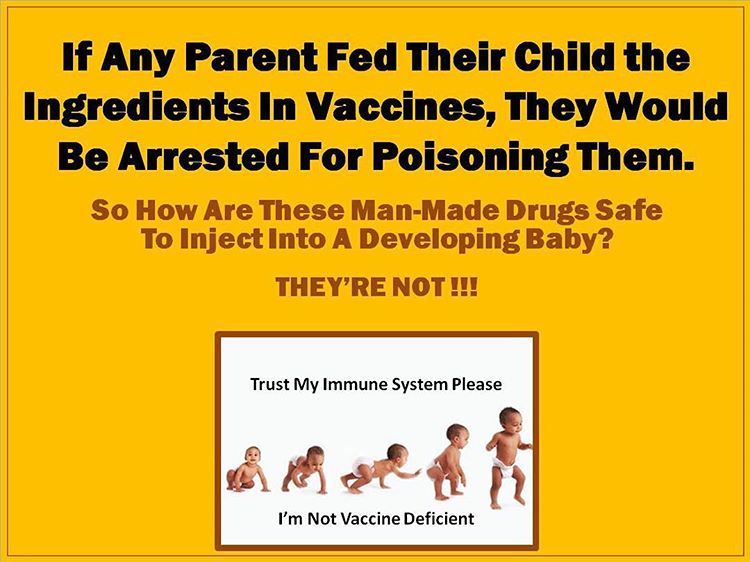 If Any Parent Fed Their Child the
Ingredients In Vaccines, They Would
Be Arrested For Poisoning Them.
So How Are These Man-Made Drugs Safe
To Inject Into A Developing Baby?
THEY'RE NOT !!!
Trust My Immune System Please
I'm Not Vaccine Deficient